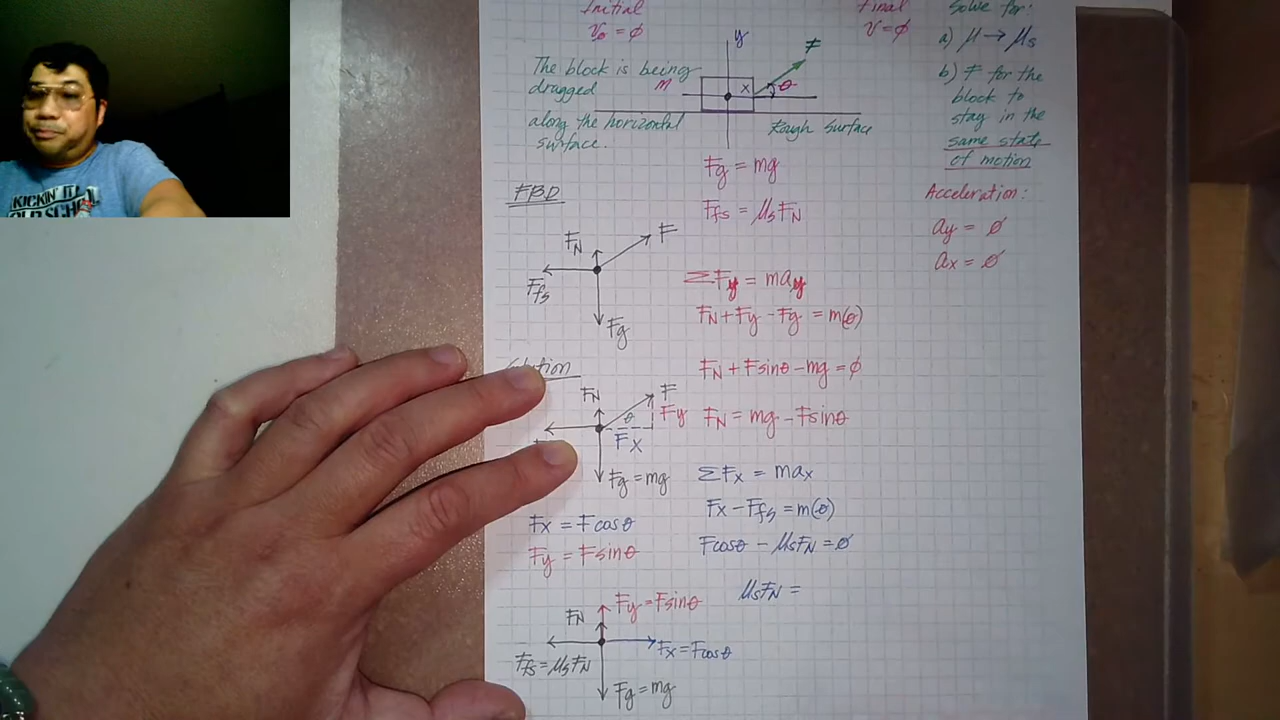 KICKIN' IT
OLD SCHO
Initial
v₀ = ∅
Final
v = ∅
Solve for:
a) μ → μs
b) F for the
block to
stay in the
same state
of motion
Acceleration:
ay = ∅
ax = ∅
The block is being
dragged
along the horizontal
surface.
y
F
m
x
θ
Rough Surface
Fg = mg
Ffs = μsFN
FBD
FN
F
Ffs
Fg
ΣFy = may
FN + Fy - Fg = m(∅)
FN + Fsinθ - mg = ∅
FN = mg - Fsinθ
FN
F
θ
Fy
Fx
Fg = mg
Fx = Fcosθ
Fy = Fsinθ
ΣFx = max
Fx - Ffs = m(∅)
Fcosθ - μsFN = ∅
μsFN =
FN
Fy = Fsinθ
Ffs = μsFN
Fx = Fcosθ
Fg = mg